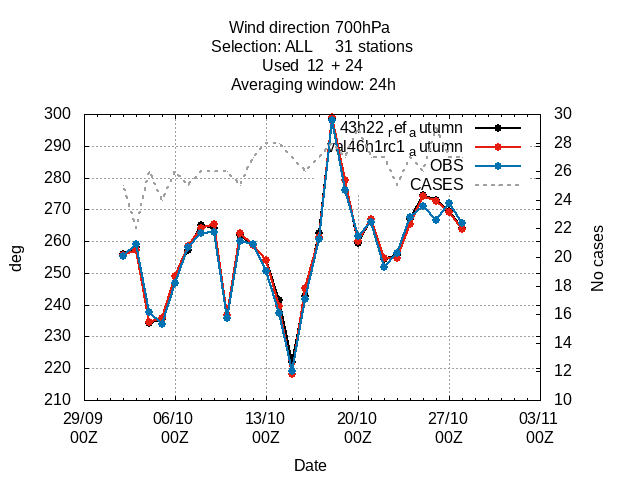 Wind direction 700hPa
Selection: ALL 31 stations
Used 12 + 24
Averaging window: 24h
300
290
280
270
260
250
240
230
220
210
deg
30
28
26
24
22
20
18
16
14
12
10
No cases
43h22_ref_autumn
val46h1rc1_autumn
OBS
CASES
29/09 06/10 13/10 20/10 27/10 03/11
00Z 00Z 00Z 00Z 00Z 00Z
Date